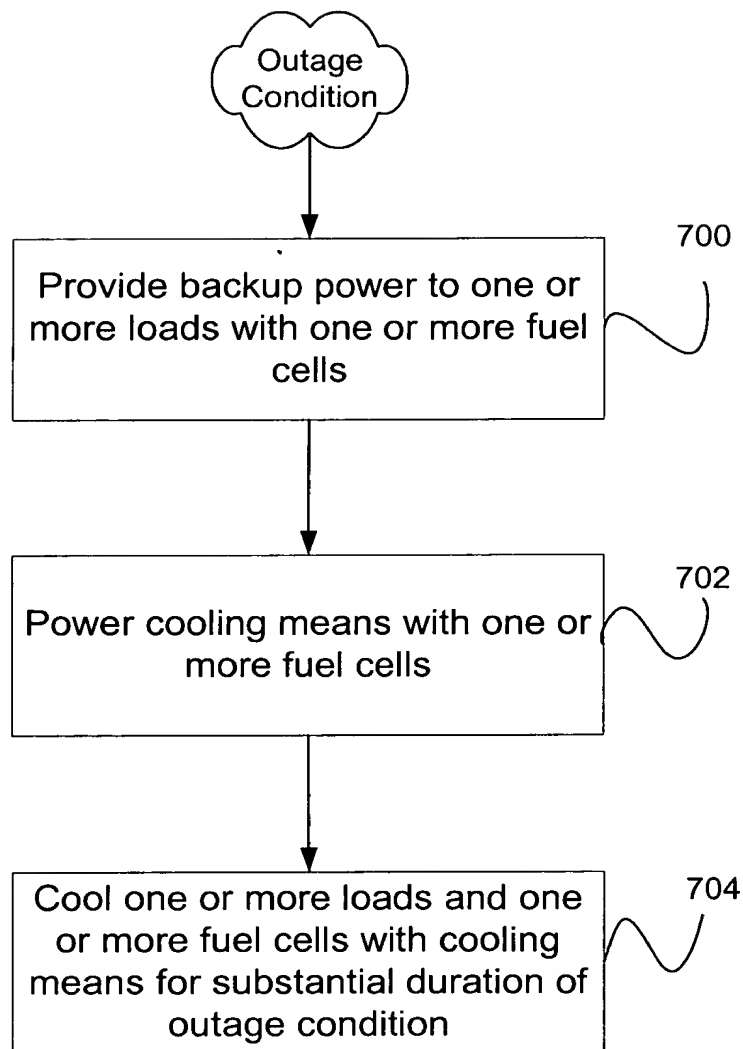 Outage
Condition
700
Provide backup power to one or
more loads with one or more fuel
cells
702
Power cooling means with one or
more fuel cells
704
Cool one or more loads and one
or more fuel cells with cooling
means for substantial duration of
outage condition